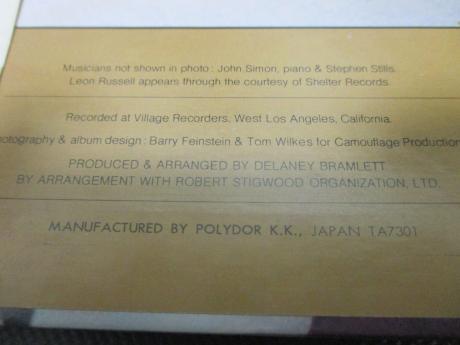 Musicians not shown in photo: John Simon, piano & Stephen Stills.
Leon Russell appears through the courtesy of Shelter Records.
Recorded at Village Recorders, West Los Angeles, California.
hotography & album design: Barry Feinstein & Tom Wilkes for Camouflage Production
PRODUCED & ARRANGED BY DELANEY BRAMLETT
BY ARRANGEMENT WITH ROBERT STIGWOOD ORGANIZATION, LTD.
MANUFACTURED BY POLYDOR K.K., JAPAN TA7301